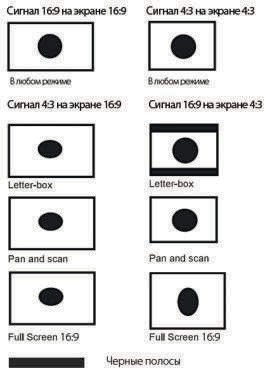 Сигнал 16:9 на экране 16:9
Сигнал 4:3 на экране 4:3
В любом режиме
В любом режиме
Сигнал 4:3 на экране 16:9
Сигнал 16:9 на экране 4:3
Letter-box
Letter-box
Pan and scan
Pan and scan
Full Screen 16:9
Full Screen 16:9
Черные полосы